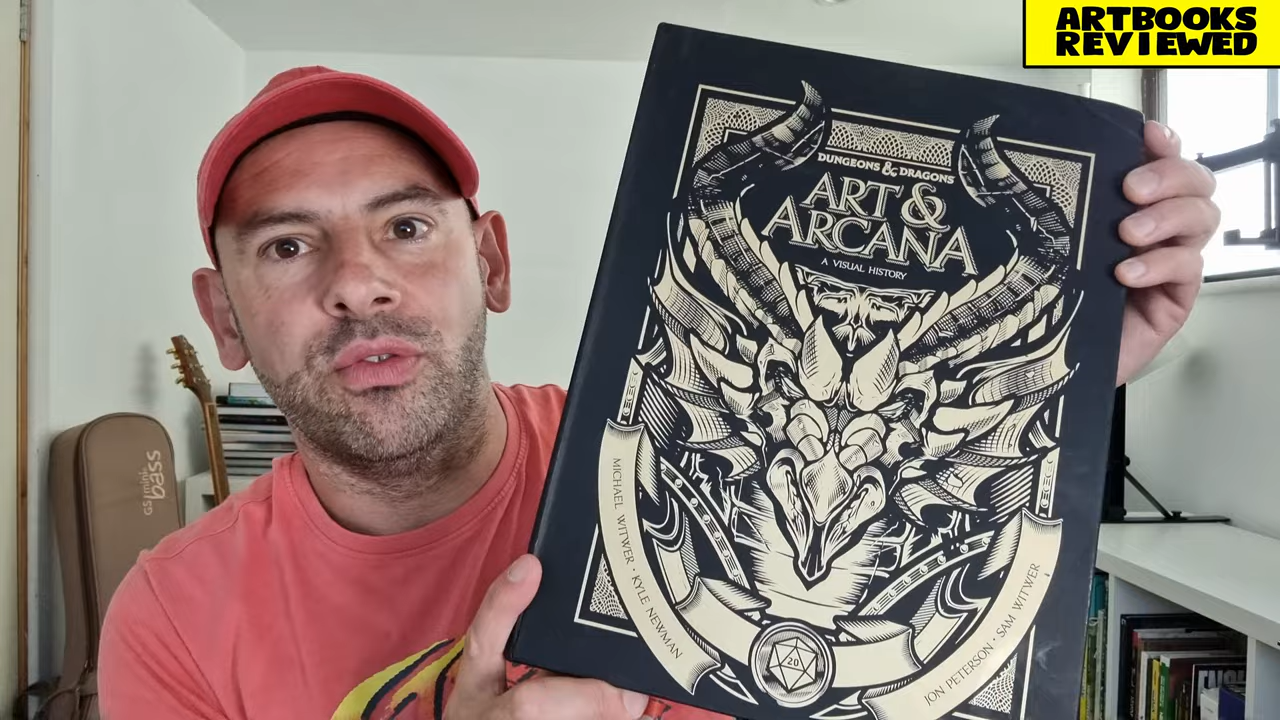 ARTBOOKS
REVIEWED
DUNGEONS & DRAGONS
ART &
ARCANA
A VISUAL HISTORY
MICHAEL WITWER · KYLE NEWMAN
JON PETERSON · SAM WITWER
20
GS mini
bass